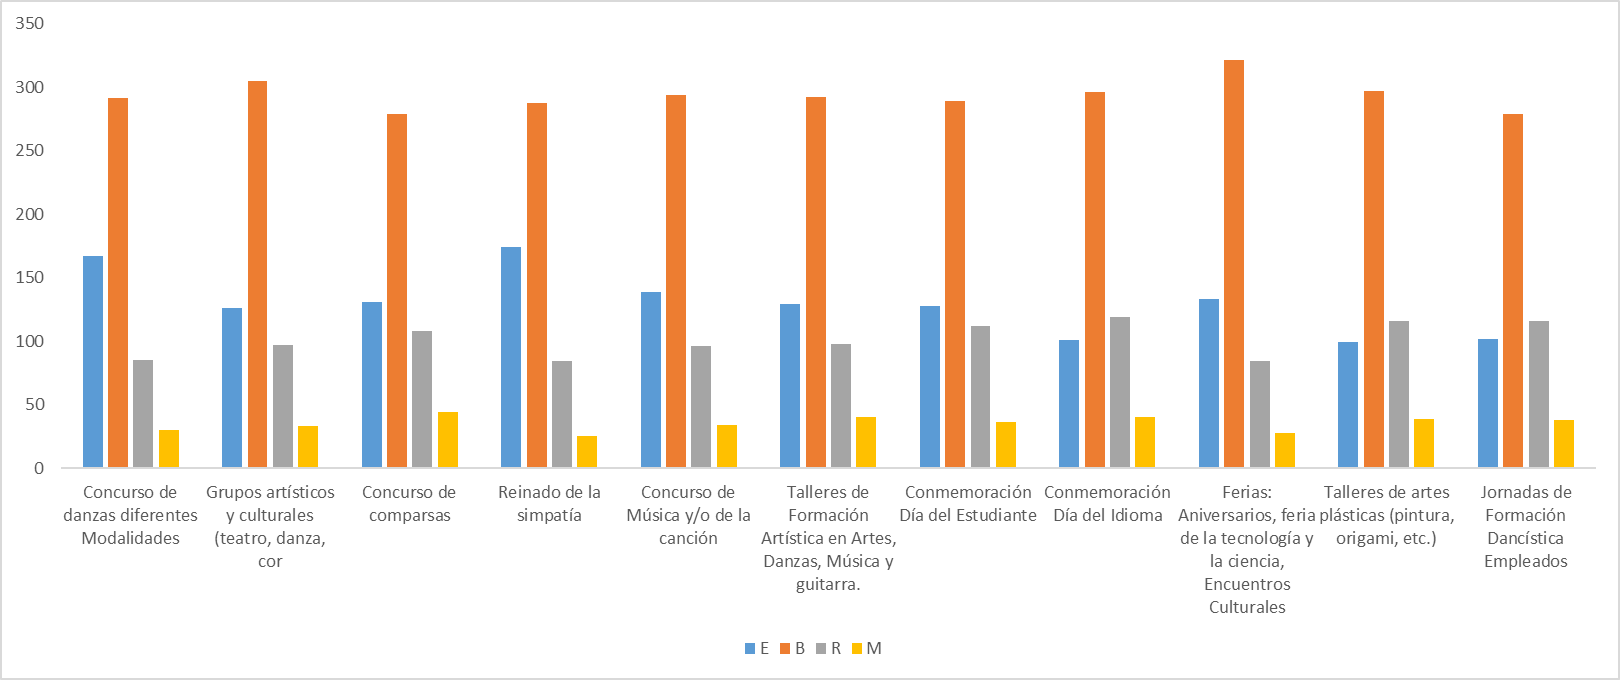 350
300
250
200
150
100
50
0
Concurso de
danzas diferentes
Modalidades
Grupos artísticos
y culturales
(teatro, danza,
cor
Concurso de
comparsas
Reinado de la
simpatía
Concurso de
Música y/o de la
canción
Talleres de
Formación
Artística en Artes,
Danzas, Música y
guitarra.
Conmemoración
Día del Estudiante
Conmemoración
Día del Idioma
Ferias:
Aniversarios, feria
de la tecnología y
la ciencia,
Encuentros
Culturales
Talleres de artes
plásticas (pintura,
origami, etc.)
Jornadas de
Formación
Dancística
Empleados
E B R M